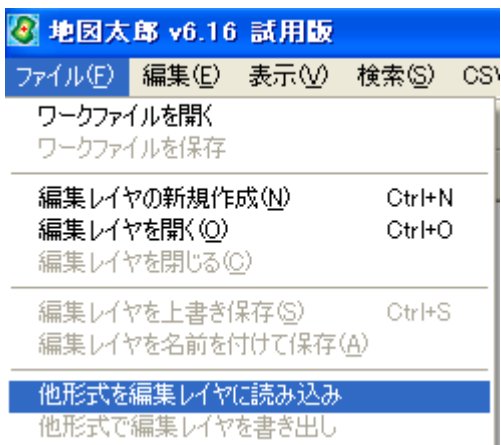 地図太郎 v6.16 試用版
ファイル(F) 編集(E) 表示(V) 検索(S) CSV
ワークファイルを開く
ワークファイルを保存
編集レイヤの新規作成(N) Ctrl+N
編集レイヤを開く(O) Ctrl+O
編集レイヤを閉じる(C)
編集レイヤを上書き保存(S) Ctrl+S
編集レイヤを名前を付けて保存(A)
他形式を編集レイヤに読み込み
他形式で編集レイヤを書き出し